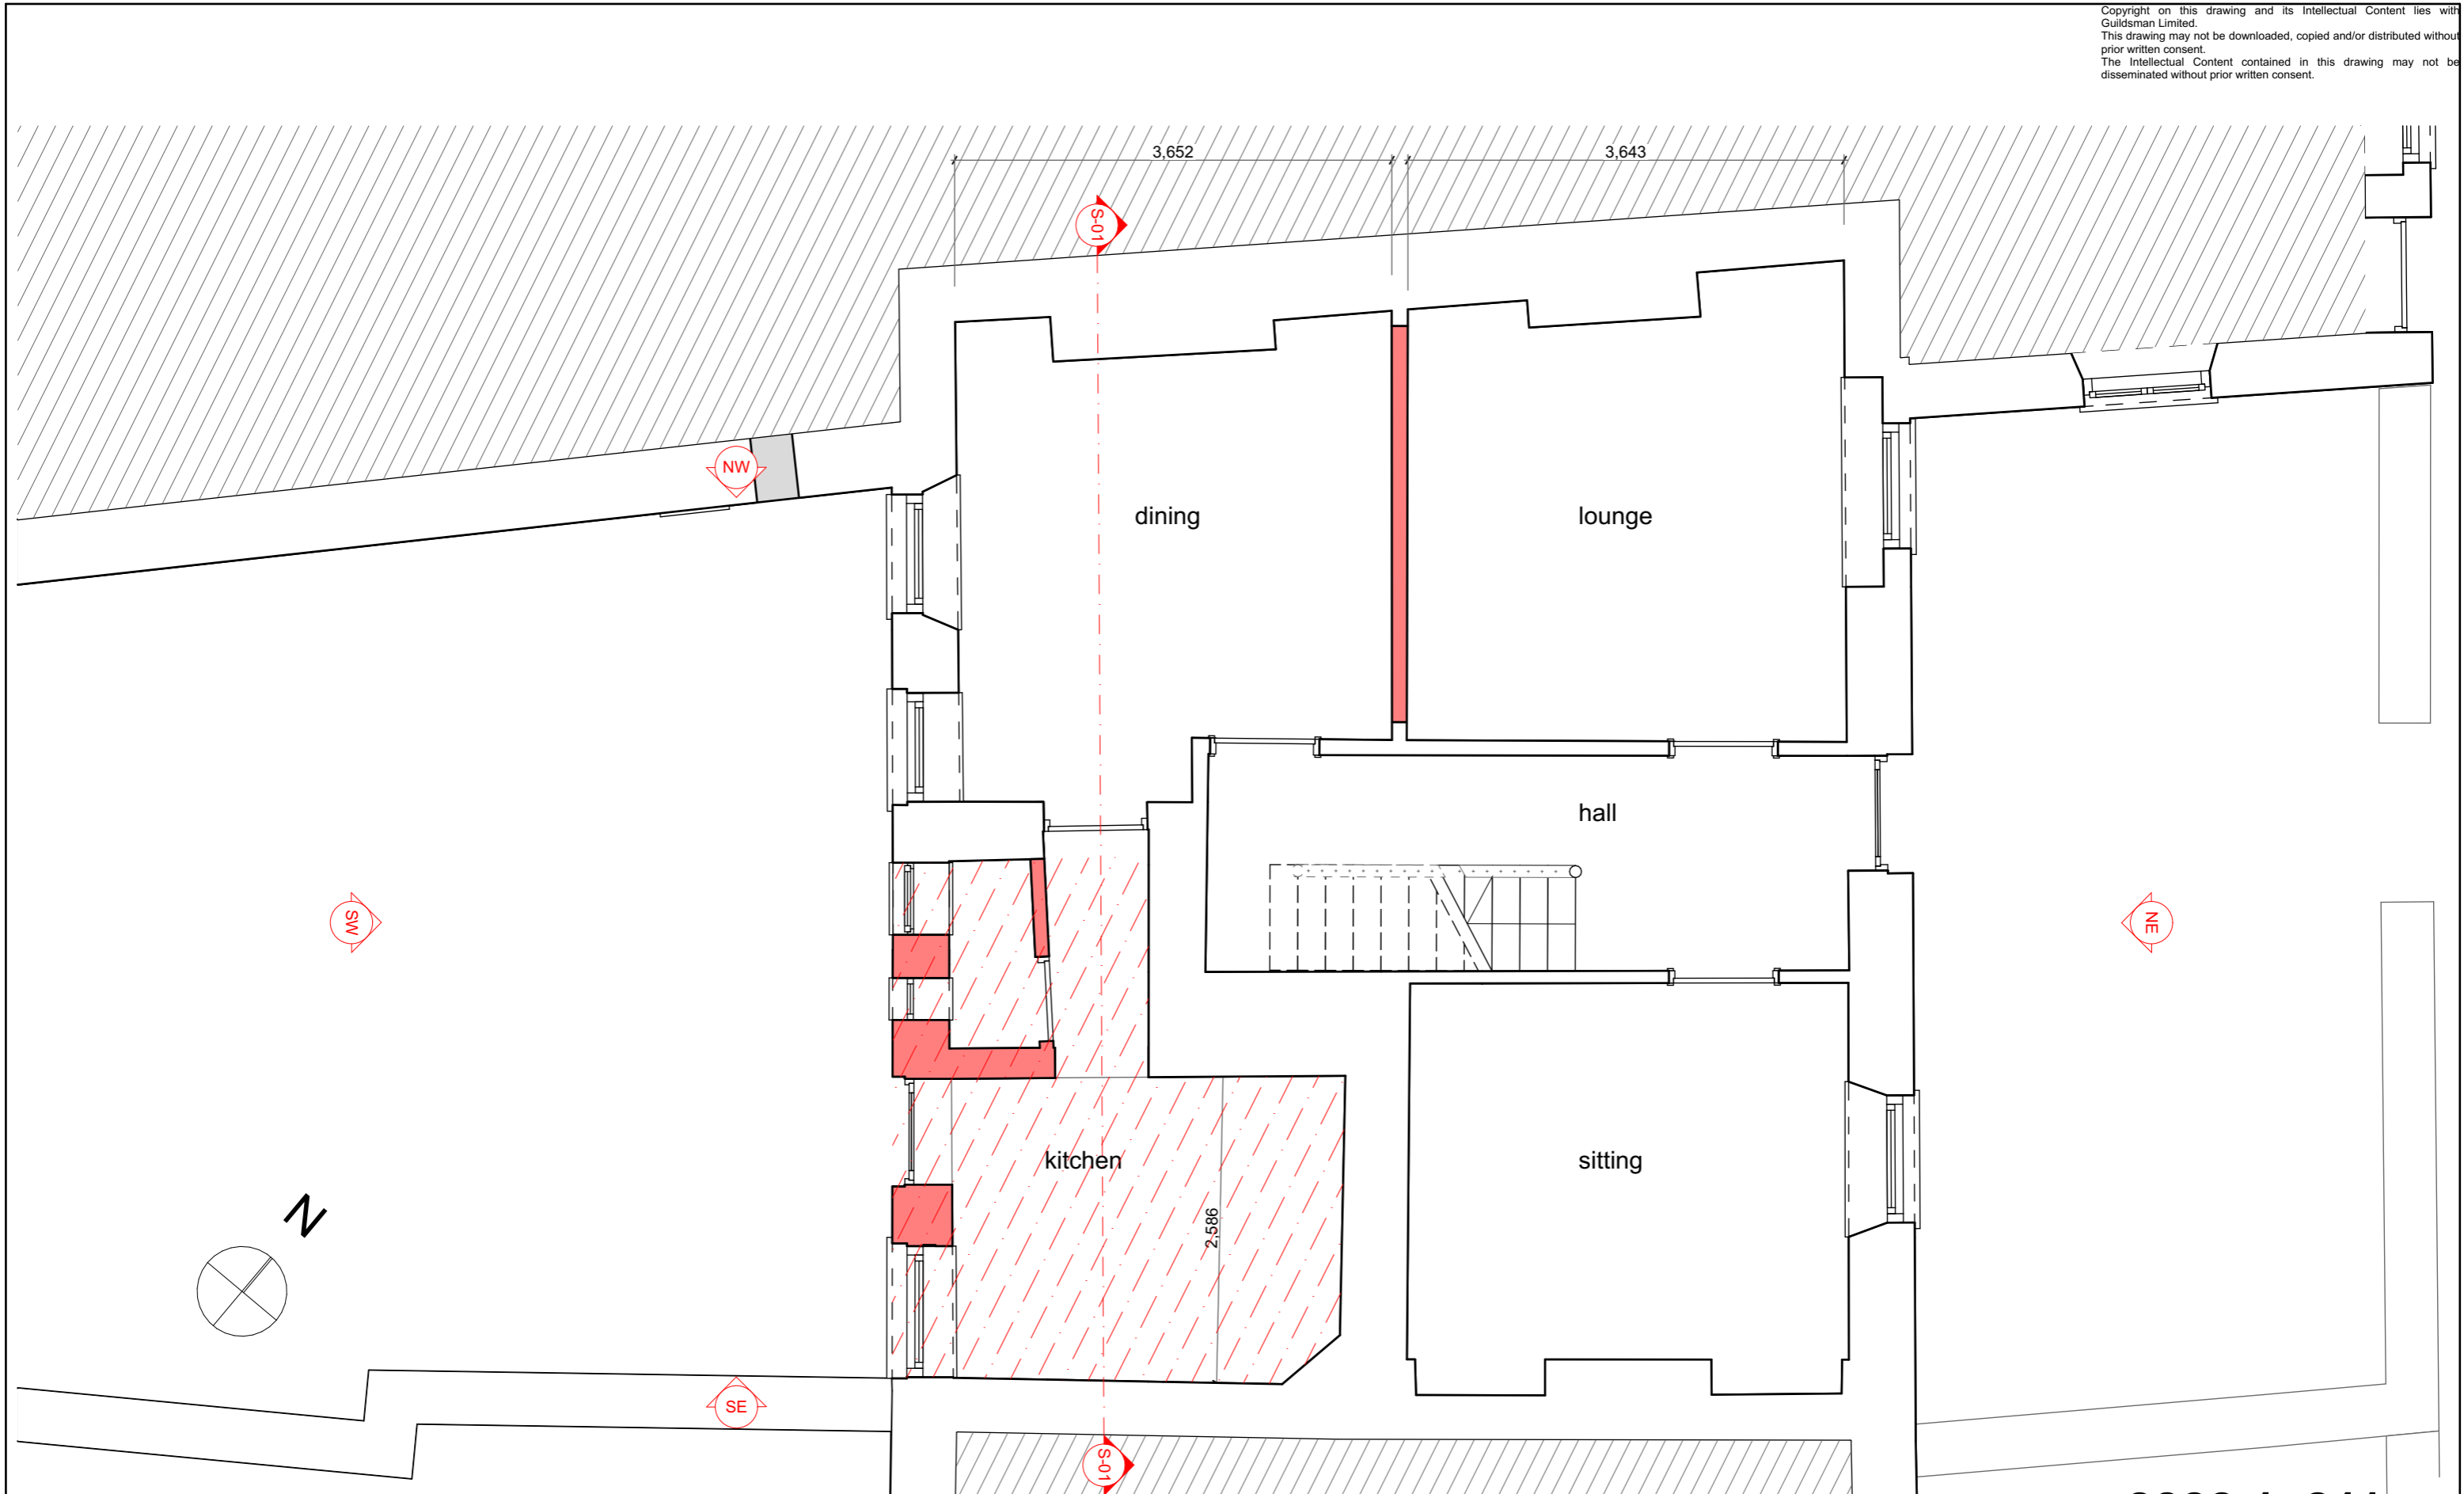 Copyright on this drawing and its Intellectual Content lies with
Guildsman Limited.
This drawing may not be downloaded, copied and/or distributed without
prior written consent.
The Intellectual Content contained in this drawing may not be
disseminated without prior written consent.
3,652
3,643
S-01
NW
dining
lounge
hall
SW
NE
kitchen
sitting
N
2,586
SE
S-01